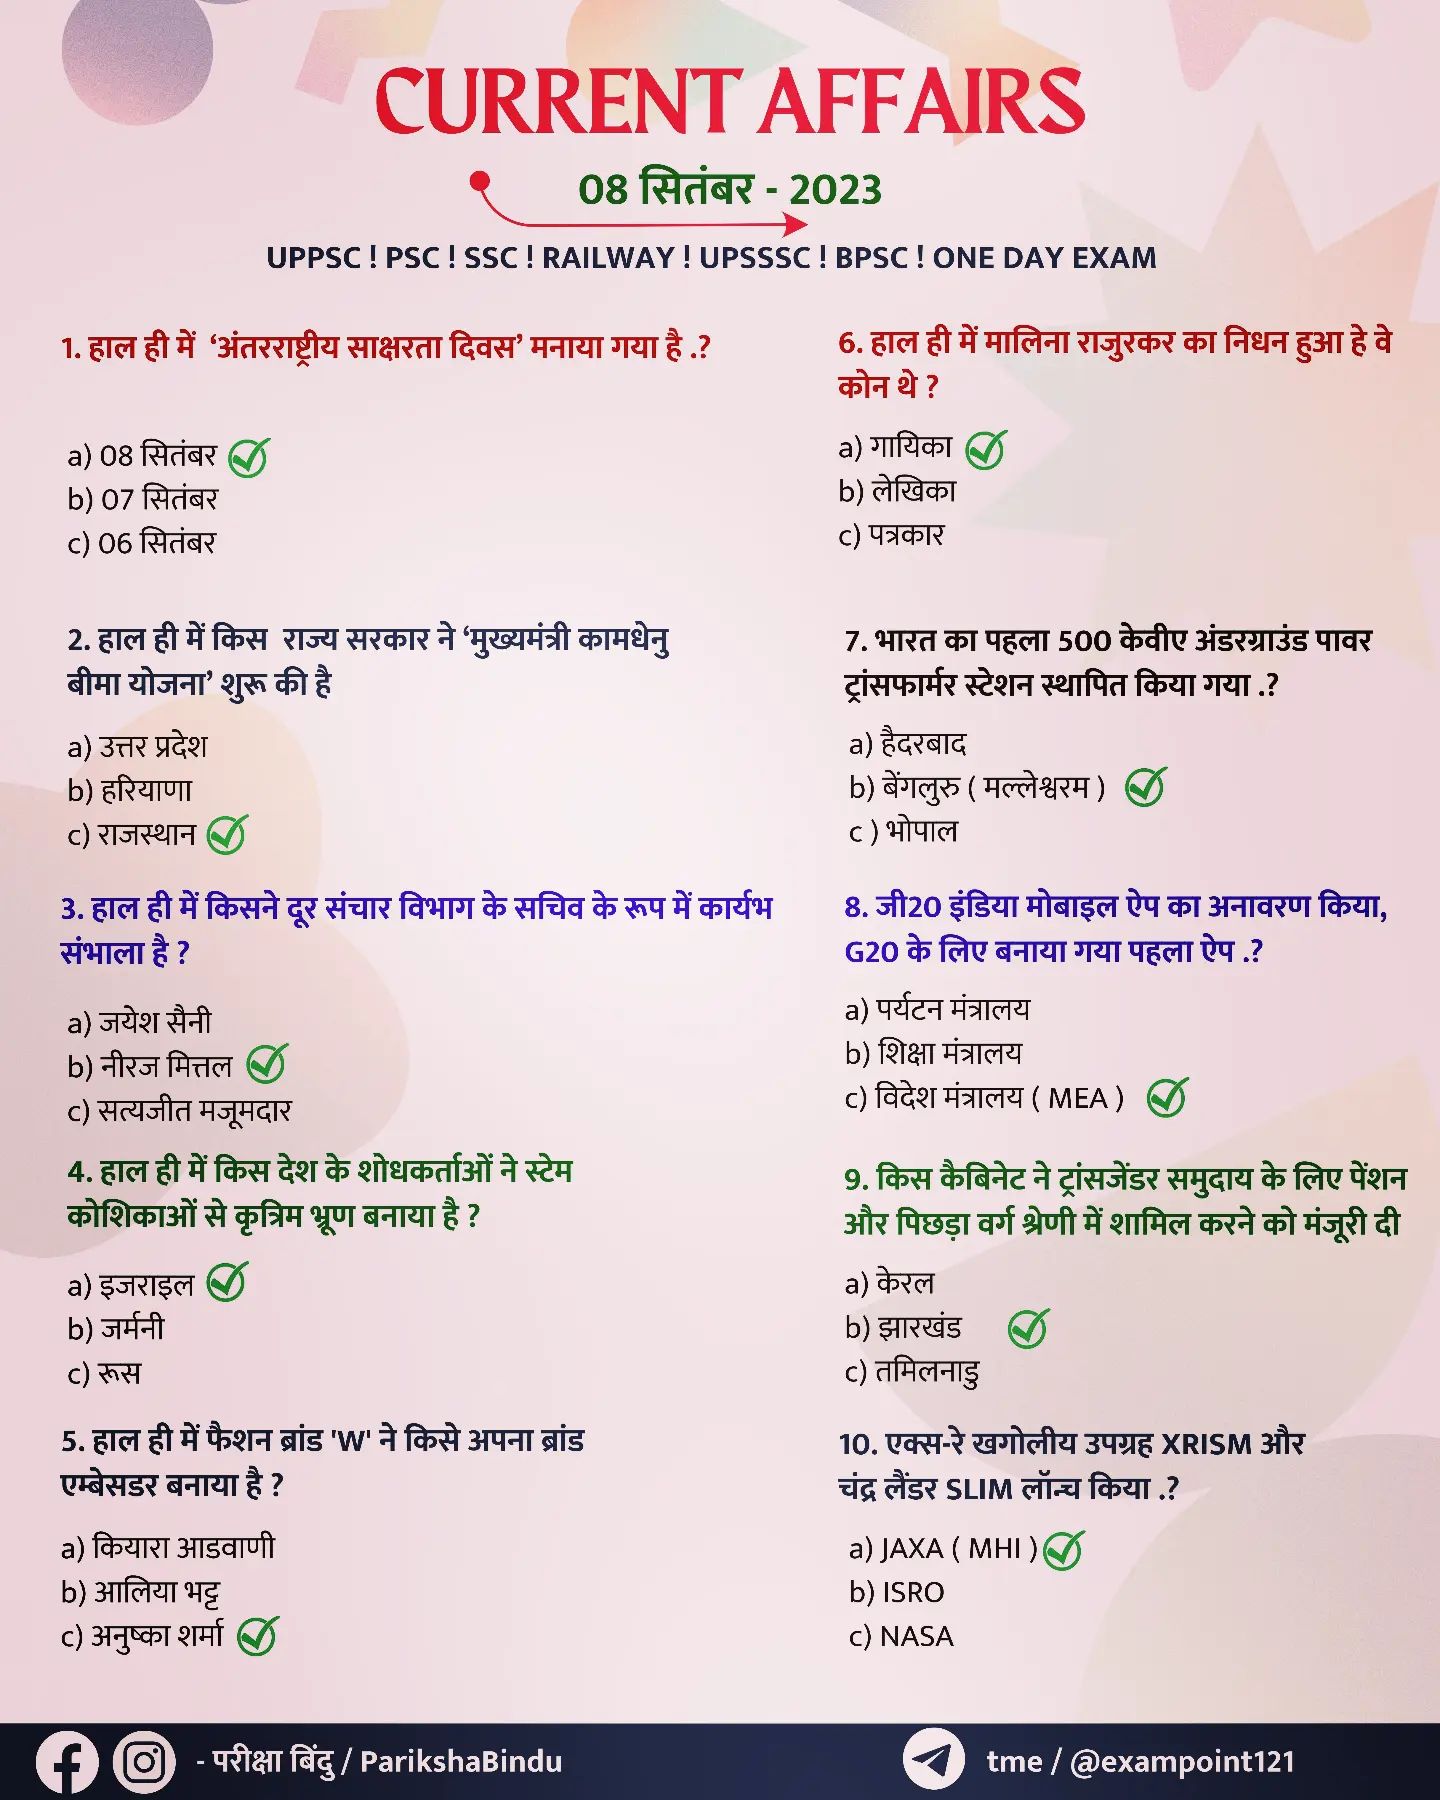 CURRENT AFFAIRS
08 सितंबर - 2023
UPPSC ! PSC ! SSC ! RAILWAY ! UPSSSC ! BPSC ! ONE DAY EXAM
1. हाल ही में ‘अंतरराष्ट्रीय साक्षरता दिवस’ मनाया गया है .?
a) 08 सितंबर
b) 07 सितंबर
c) 06 सितंबर
2. हाल ही में किस राज्य सरकार ने ‘मुख्यमंत्री कामधेनु
बीमा योजना’ शुरू की है
a) उत्तर प्रदेश
b) हरियाणा
c) राजस्थान
3. हाल ही में किसने दूर संचार विभाग के सचिव के रूप में कार्यभ
संभाला है ?
a) जयेश सैनी
b) नीरज मित्तल
c) सत्यजीत मजूमदार
4. हाल ही में किस देश के शोधकर्ताओं ने स्टेम
कोशिकाओं से कृत्रिम भ्रूण बनाया है ?
a) इजराइल
b) जर्मनी
c) रूस
5. हाल ही में फैशन ब्रांड 'W' ने किसे अपना ब्रांड
एम्बेसडर बनाया है ?
a) कियारा आडवाणी
b) आलिया भट्ट
c) अनुष्का शर्मा
6. हाल ही में मालिना राजुरकर का निधन हुआ हे वे
कोन थे ?
a) गायिका
b) लेखिका
c) पत्रकार
7. भारत का पहला 500 केवीए अंडरग्राउंड पावर
ट्रांसफार्मर स्टेशन स्थापित किया गया .?
a) हैदरबाद
b) बेंगलुरु ( मल्लेश्वरम )
c ) भोपाल
8. जी20 इंडिया मोबाइल ऐप का अनावरण किया,
G20 के लिए बनाया गया पहला ऐप .?
a) पर्यटन मंत्रालय
b) शिक्षा मंत्रालय
c) विदेश मंत्रालय ( MEA )
9. किस कैबिनेट ने ट्रांसजेंडर समुदाय के लिए पेंशन
और पिछड़ा वर्ग श्रेणी में शामिल करने को मंजूरी दी
a) केरल
b) झारखंड
c) तमिलनाडु
10. एक्स-रे खगोलीय उपग्रह XRISM और
चंद्र लैंडर SLIM लॉन्च किया .?
a) JAXA ( MHI )
b) ISRO
c) NASA
- परीक्षा बिंदु / ParikshaBindu
tme / @exampoint121